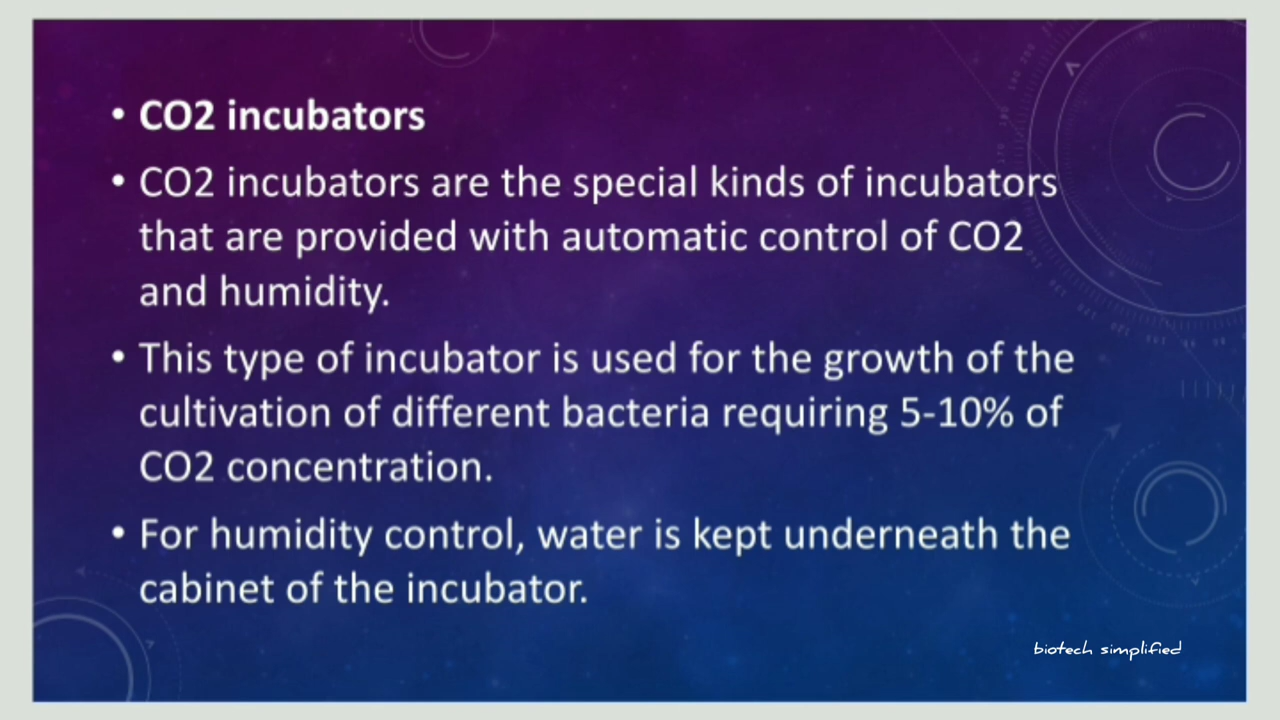 • CO2 incubators
• CO2 incubators are the special kinds of incubators
that are provided with automatic control of CO2
and humidity.
• This type of incubator is used for the growth of the
cultivation of different bacteria requiring 5-10% of
CO2 concentration.
• For humidity control, water is kept underneath the
cabinet of the incubator.
biotech simplified